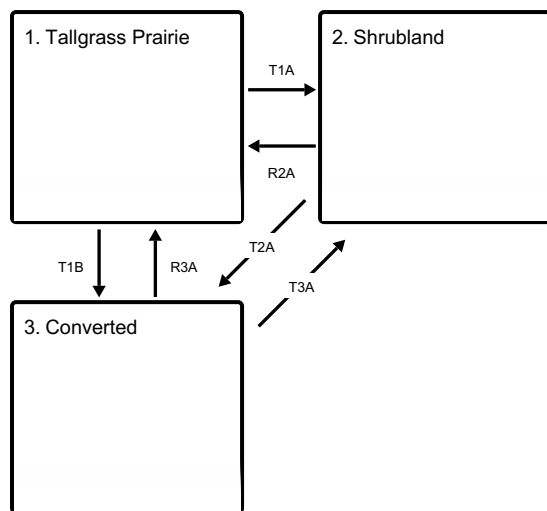 1. Tallgrass Prairie
2. Shrubland
T1A
R2A
T1B
R3A
T2A
T3A
3. Converted